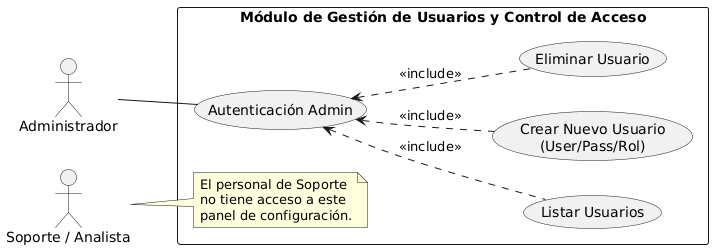 Módulo de Gestión de Usuarios y Control de Acceso
Eliminar Usuario
«include»
Administrador
Autenticación Admin
«include»
Crear Nuevo Usuario
(User/Pass/Rol)
«include»
Listar Usuarios
Soporte / Analista
El personal de Soporte
no tiene acceso a este
panel de configuración.